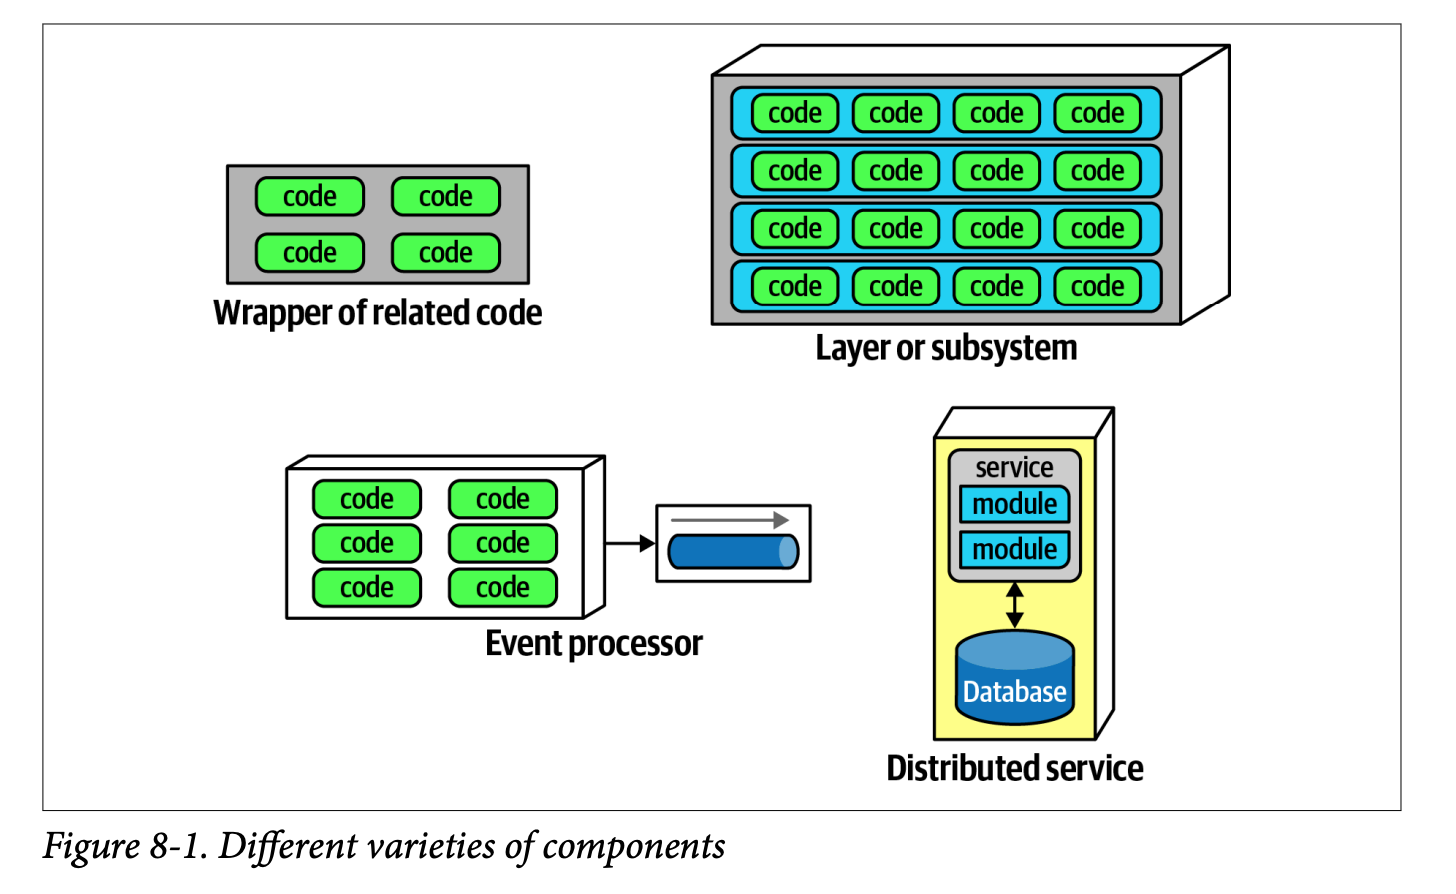 code code
code code
Wrapper of related code
code code code code
code code code code
code code code code
code code code code
Layer or subsystem
code code
code code
code code
Event processor
service
module
module
Database
Distributed service
Figure 8-1. Different varieties of components